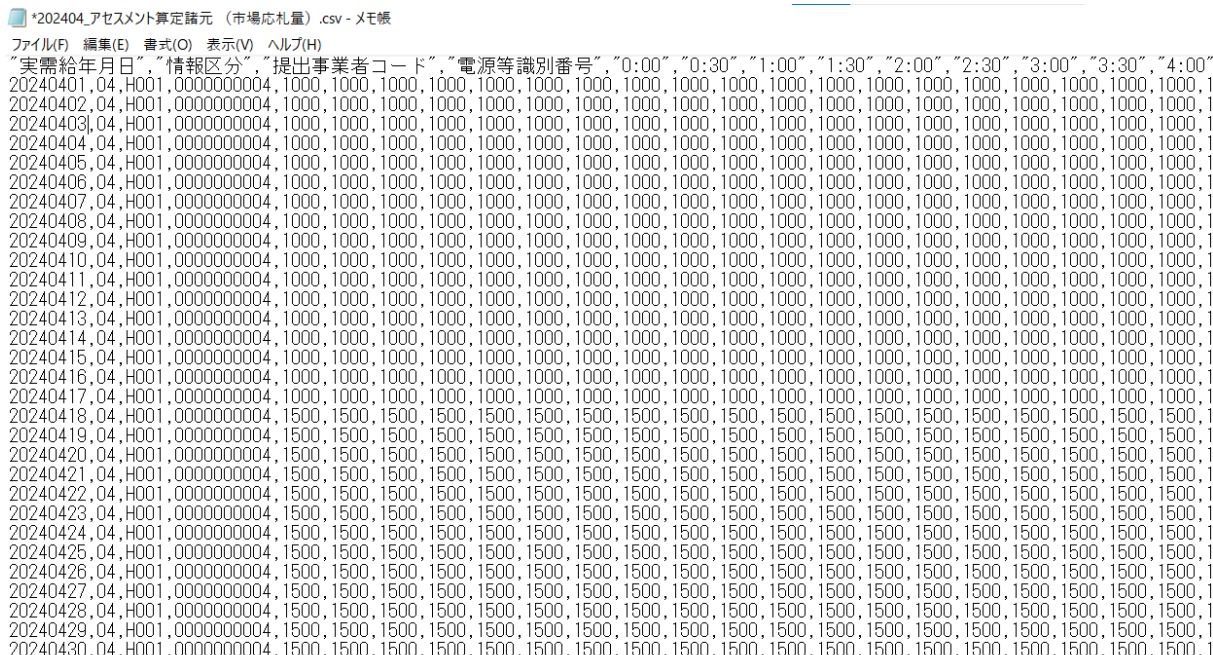 *202404_アセスメント算定諸元 （市場応札量）.csv - メモ帳
ファイル(F) 編集(E) 書式(O) 表示(V) ヘルプ(H)
"実需給年月日","情報区分","提出事業者コード","電源等識別番号","0:00","0:30","1:00","1:30","2:00","2:30","3:00","3:30","4:00"
20240401,04,H001,0000000004,1000,1000,1000,1000,1000,1000,1000,1000,1000,1000,1000,1000,1000,1000,1000,1000,1000,1000,1000,1
20240402,04,H001,0000000004,1000,1000,1000,1000,1000,1000,1000,1000,1000,1000,1000,1000,1000,1000,1000,1000,1000,1000,1000,1
20240403,04,H001,0000000004,1000,1000,1000,1000,1000,1000,1000,1000,1000,1000,1000,1000,1000,1000,1000,1000,1000,1000,1000,1
20240404,04,H001,0000000004,1000,1000,1000,1000,1000,1000,1000,1000,1000,1000,1000,1000,1000,1000,1000,1000,1000,1000,1000,1
20240405,04,H001,0000000004,1000,1000,1000,1000,1000,1000,1000,1000,1000,1000,1000,1000,1000,1000,1000,1000,1000,1000,1000,1
20240406,04,H001,0000000004,1000,1000,1000,1000,1000,1000,1000,1000,1000,1000,1000,1000,1000,1000,1000,1000,1000,1000,1000,1
20240407,04,H001,0000000004,1000,1000,1000,1000,1000,1000,1000,1000,1000,1000,1000,1000,1000,1000,1000,1000,1000,1000,1000,1
20240408,04,H001,0000000004,1000,1000,1000,1000,1000,1000,1000,1000,1000,1000,1000,1000,1000,1000,1000,1000,1000,1000,1000,1
20240409,04,H001,0000000004,1000,1000,1000,1000,1000,1000,1000,1000,1000,1000,1000,1000,1000,1000,1000,1000,1000,1000,1000,1
20240410,04,H001,0000000004,1000,1000,1000,1000,1000,1000,1000,1000,1000,1000,1000,1000,1000,1000,1000,1000,1000,1000,1000,1
20240411,04,H001,0000000004,1000,1000,1000,1000,1000,1000,1000,1000,1000,1000,1000,1000,1000,1000,1000,1000,1000,1000,1000,1
20240412,04,H001,0000000004,1000,1000,1000,1000,1000,1000,1000,1000,1000,1000,1000,1000,1000,1000,1000,1000,1000,1000,1000,1
20240413,04,H001,0000000004,1000,1000,1000,1000,1000,1000,1000,1000,1000,1000,1000,1000,1000,1000,1000,1000,1000,1000,1000,1
20240414,04,H001,0000000004,1000,1000,1000,1000,1000,1000,1000,1000,1000,1000,1000,1000,1000,1000,1000,1000,1000,1000,1000,1
20240415,04,H001,0000000004,1000,1000,1000,1000,1000,1000,1000,1000,1000,1000,1000,1000,1000,1000,1000,1000,1000,1000,1000,1
20240416,04,H001,0000000004,1000,1000,1000,1000,1000,1000,1000,1000,1000,1000,1000,1000,1000,1000,1000,1000,1000,1000,1000,1
20240417,04,H001,0000000004,1000,1000,1000,1000,1000,1000,1000,1000,1000,1000,1000,1000,1000,1000,1000,1000,1000,1000,1000,1
20240418,04,H001,0000000004,1500,1500,1500,1500,1500,1500,1500,1500,1500,1500,1500,1500,1500,1500,1500,1500,1500,1500,1500,1
20240419,04,H001,0000000004,1500,1500,1500,1500,1500,1500,1500,1500,1500,1500,1500,1500,1500,1500,1500,1500,1500,1500,1500,1
20240420,04,H001,0000000004,1500,1500,1500,1500,1500,1500,1500,1500,1500,1500,1500,1500,1500,1500,1500,1500,1500,1500,1500,1
20240421,04,H001,0000000004,1500,1500,1500,1500,1500,1500,1500,1500,1500,1500,1500,1500,1500,1500,1500,1500,1500,1500,1500,1
20240422,04,H001,0000000004,1500,1500,1500,1500,1500,1500,1500,1500,1500,1500,1500,1500,1500,1500,1500,1500,1500,1500,1500,1
20240423,04,H001,0000000004,1500,1500,1500,1500,1500,1500,1500,1500,1500,1500,1500,1500,1500,1500,1500,1500,1500,1500,1500,1
20240424,04,H001,0000000004,1500,1500,1500,1500,1500,1500,1500,1500,1500,1500,1500,1500,1500,1500,1500,1500,1500,1500,1500,1
20240425,04,H001,0000000004,1500,1500,1500,1500,1500,1500,1500,1500,1500,1500,1500,1500,1500,1500,1500,1500,1500,1500,1500,1
20240426,04,H001,0000000004,1500,1500,1500,1500,1500,1500,1500,1500,1500,1500,1500,1500,1500,1500,1500,1500,1500,1500,1500,1
20240427,04,H001,0000000004,1500,1500,1500,1500,1500,1500,1500,1500,1500,1500,1500,1500,1500,1500,1500,1500,1500,1500,1500,1
20240428,04,H001,0000000004,1500,1500,1500,1500,1500,1500,1500,1500,1500,1500,1500,1500,1500,1500,1500,1500,1500,1500,1500,1
20240429,04,H001,0000000004,1500,1500,1500,1500,1500,1500,1500,1500,1500,1500,1500,1500,1500,1500,1500,1500,1500,1500,1500,1
20240430,04,H001,0000000004,1500,1500,1500,1500,1500,1500,1500,1500,1500,1500,1500,1500,1500,1500,1500,1500,1500,1500,1500,1